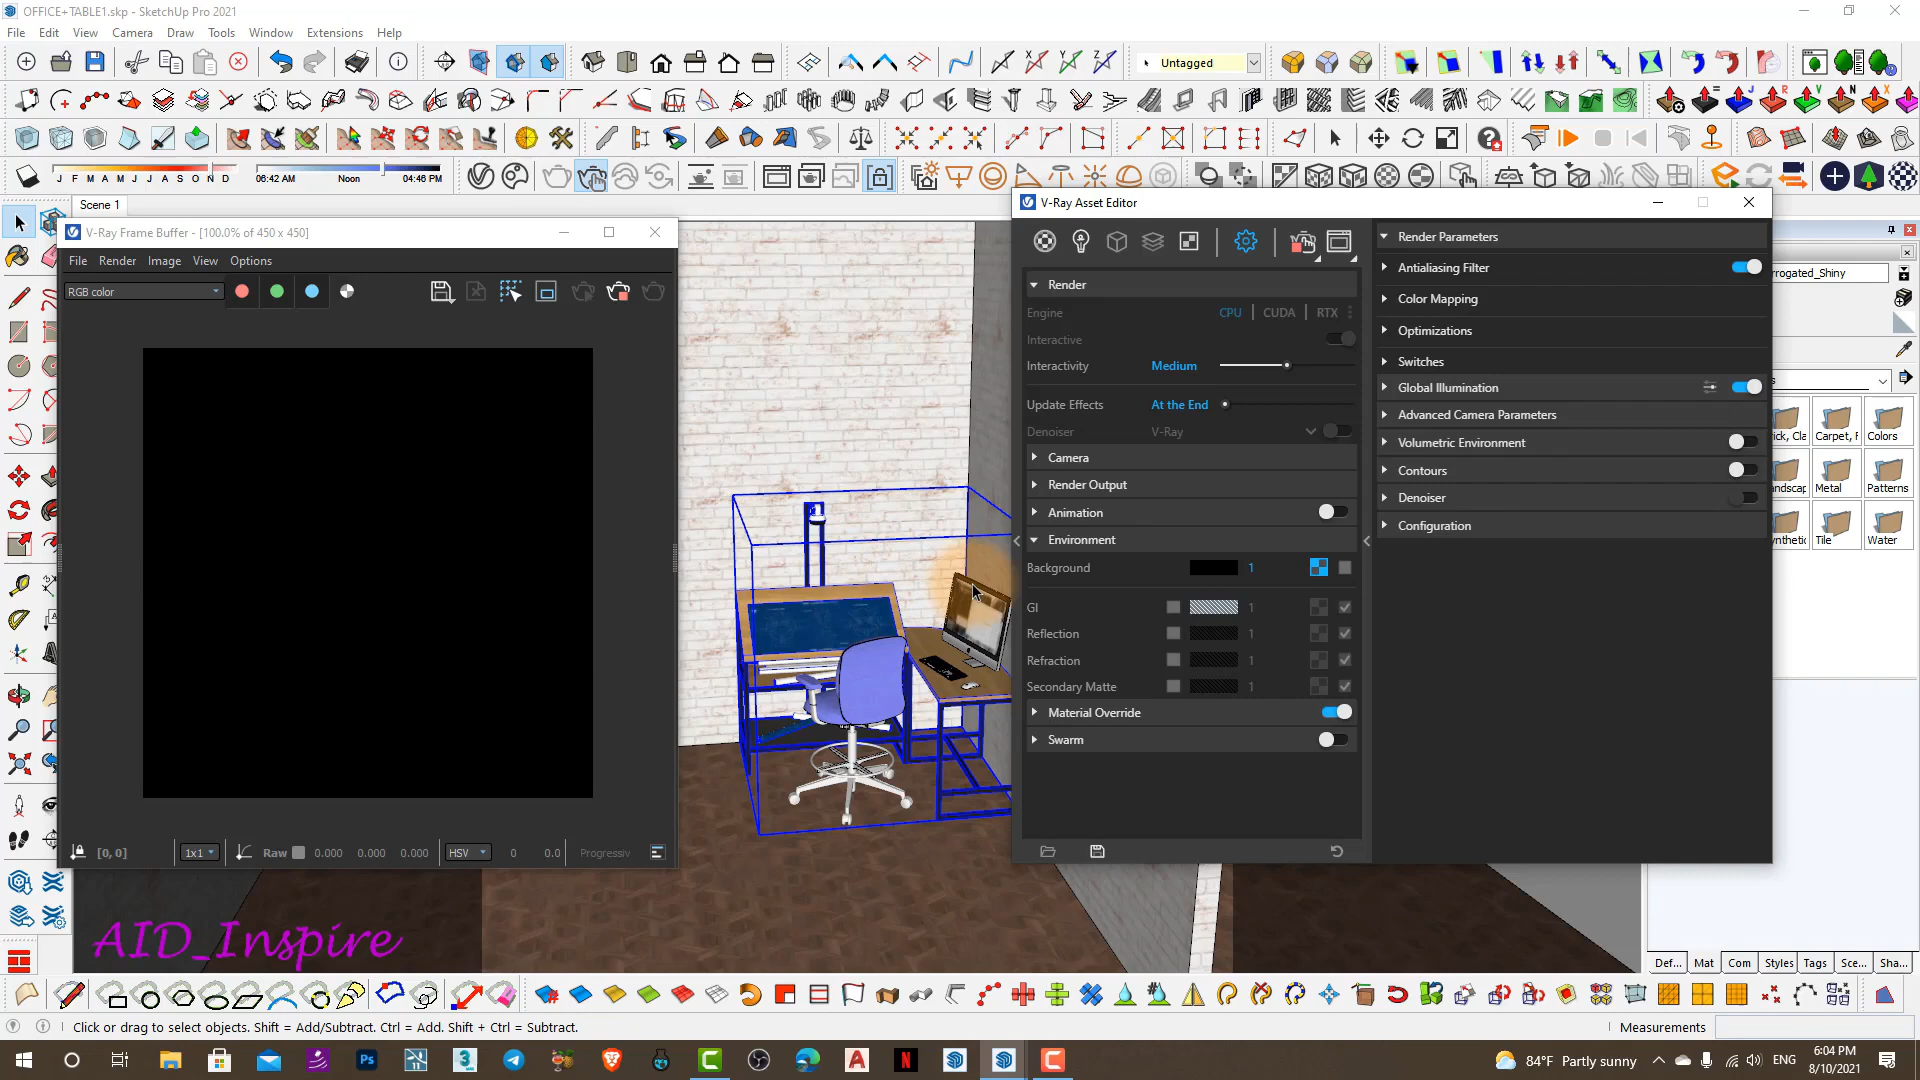 OFFICE+TABLE1.skp - SketchUp Pro 2021
File Edit View Camera Draw Tools Window Extensions Help
Untagged
J F M A M J J A S O N D
06:42 AM Noon 04:46 PM
Scene 1
V-Ray Frame Buffer - [100.0% of 450 x 450]
File Render Image View Options
RGB color
[0, 0]
1x1
Raw 0.000 0.000 0.000
HSV 0 0.0
Progressiv
V-Ray Asset Editor
Render
Engine CPU CUDA RTX
Interactive
Interactivity Medium
Update Effects At the End
Denoiser V-Ray
Camera
Render Output
Animation
Environment
Background 1
GI 1
Reflection 1
Refraction 1
Secondary Matte 1
Material Override
Swarm
Render Parameters
Antialiasing Filter
Color Mapping
Optimizations
Switches
Global Illumination
Advanced Camera Parameters
Volumetric Environment
Contours
Denoiser
Configuration
rrogated_Shiny
s
ick, Cla Carpet, F Colors
andscap Metal Patterns
ynthetic Tile Water
Def... Mat Com Styles Tags Sce... Sha...
AID_Inspire
Click or drag to select objects. Shift = Add/Subtract. Ctrl = Add. Shift + Ctrl = Subtract.
Measurements
84°F Partly sunny
ENG
6:04 PM
8/10/2021